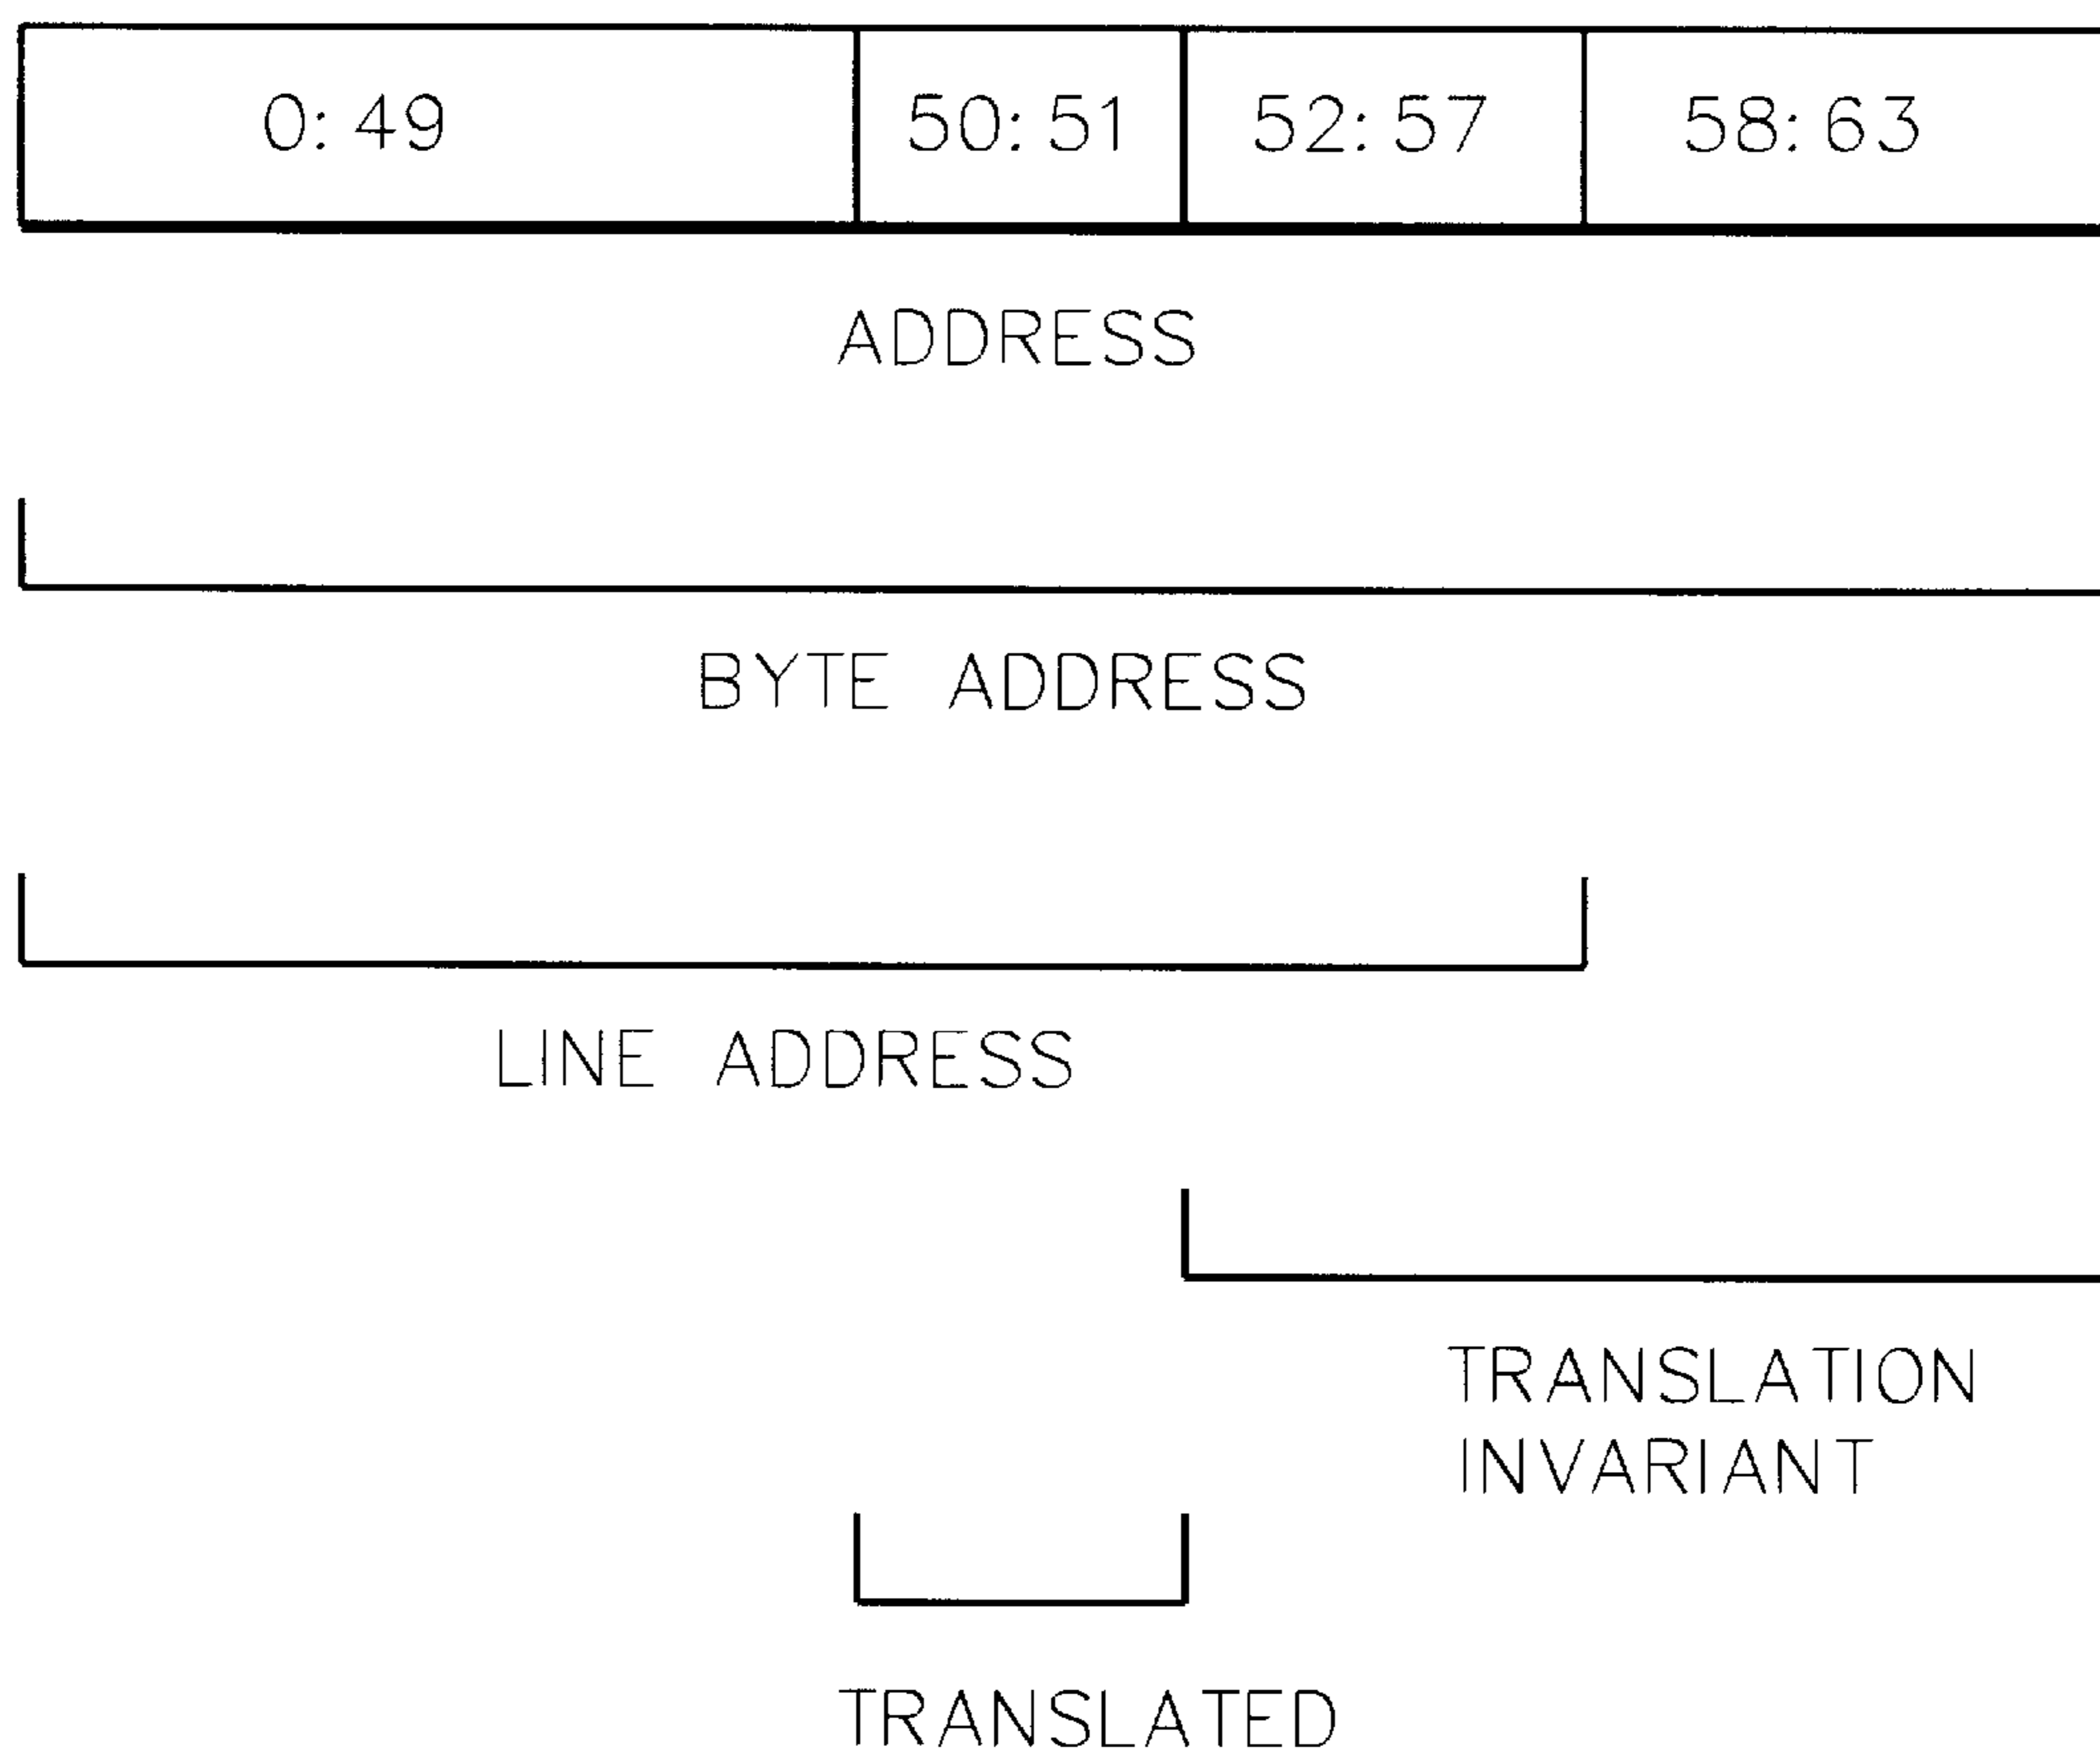 0:49 50:51 52:57 58:63
ADDRESS
BYTE ADDRESS
LINE ADDRESS
TRANSLATION
INVARIANT
TRANSLATED